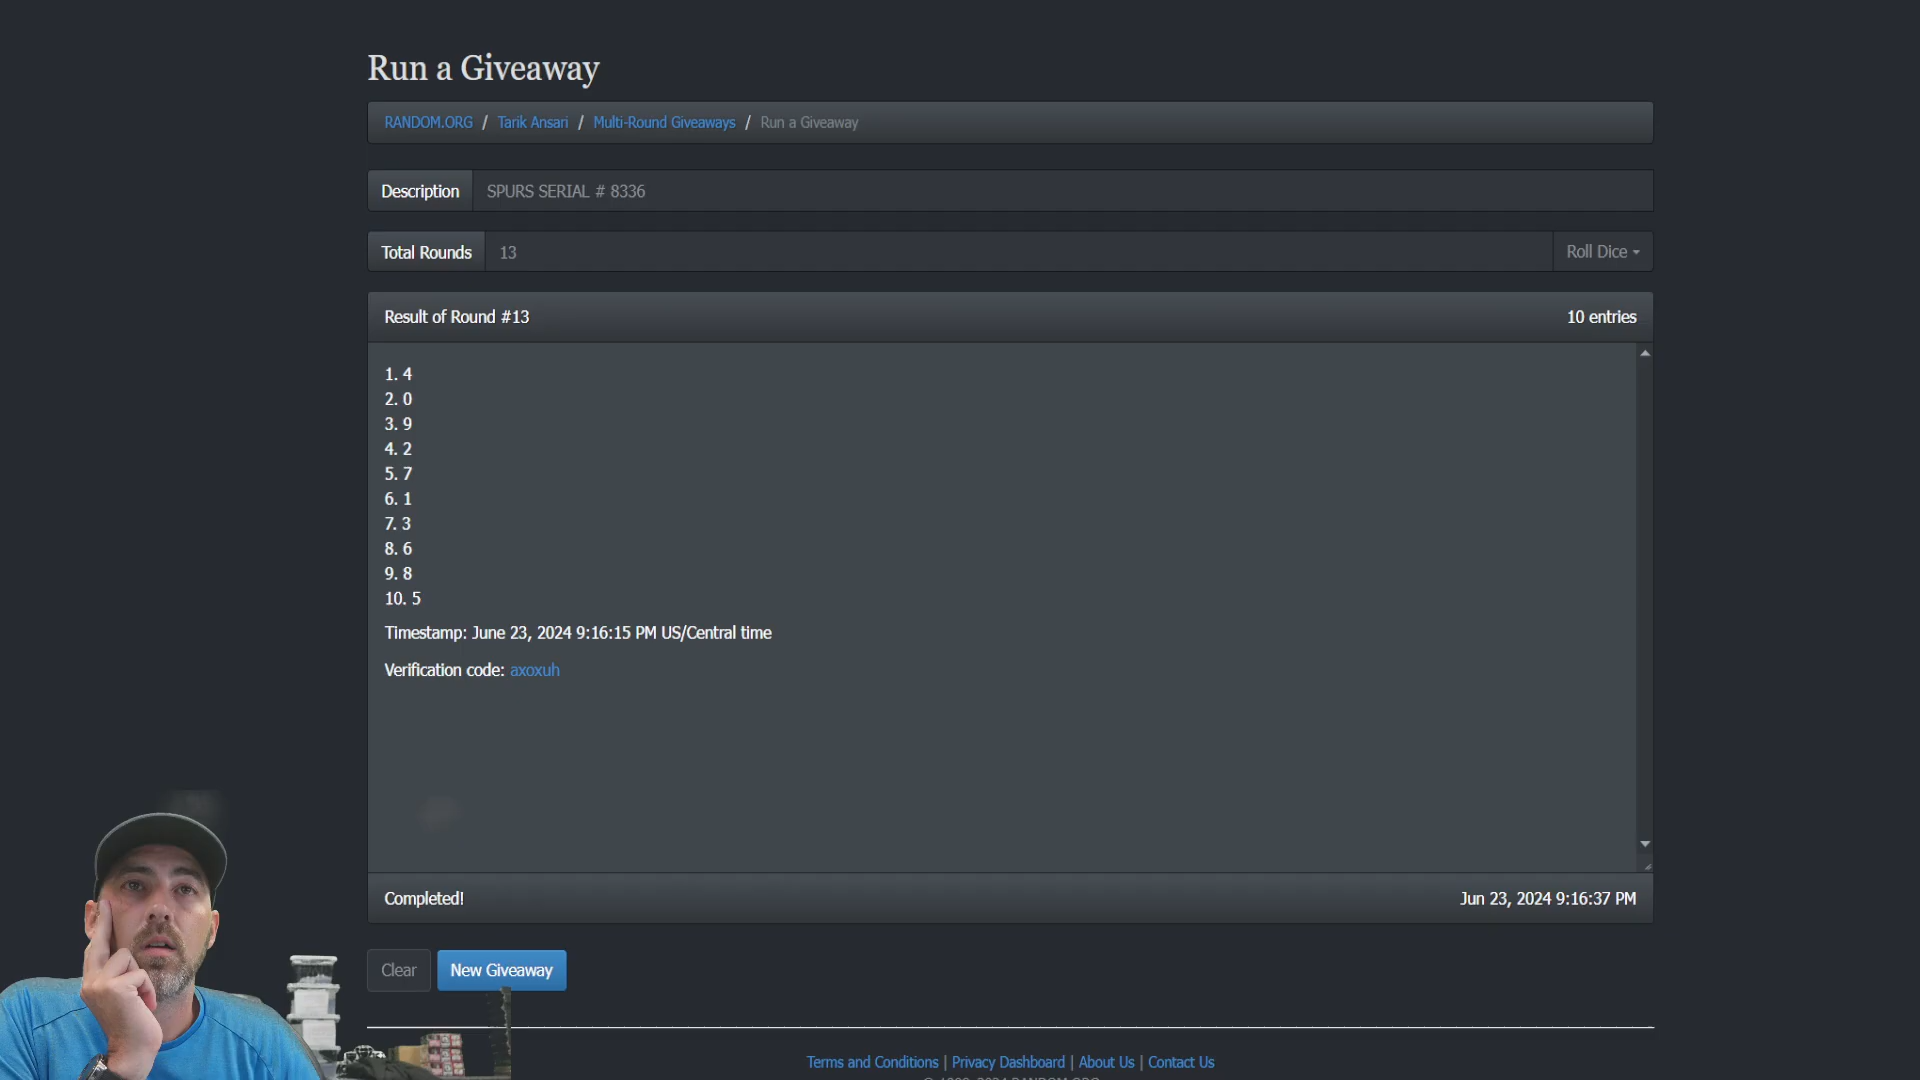 Run a Giveaway
RANDOM.ORG / Tarik Ansari / Multi-Round Giveaways / Run a Giveaway
Description SPURS SERIAL # 8336
Total Rounds 13 Roll Dice
Result of Round #13 10 entries
1. 4
2. 0
3. 9
4. 2
5. 7
6. 1
7. 3
8. 6
9. 8
10. 5
Timestamp: June 23, 2024 9:16:15 PM US/Central time
Verification code: axoxuh
Completed! Jun 23, 2024 9:16:37 PM
Clear New Giveaway
Terms and Conditions | Privacy Dashboard | About Us | Contact Us